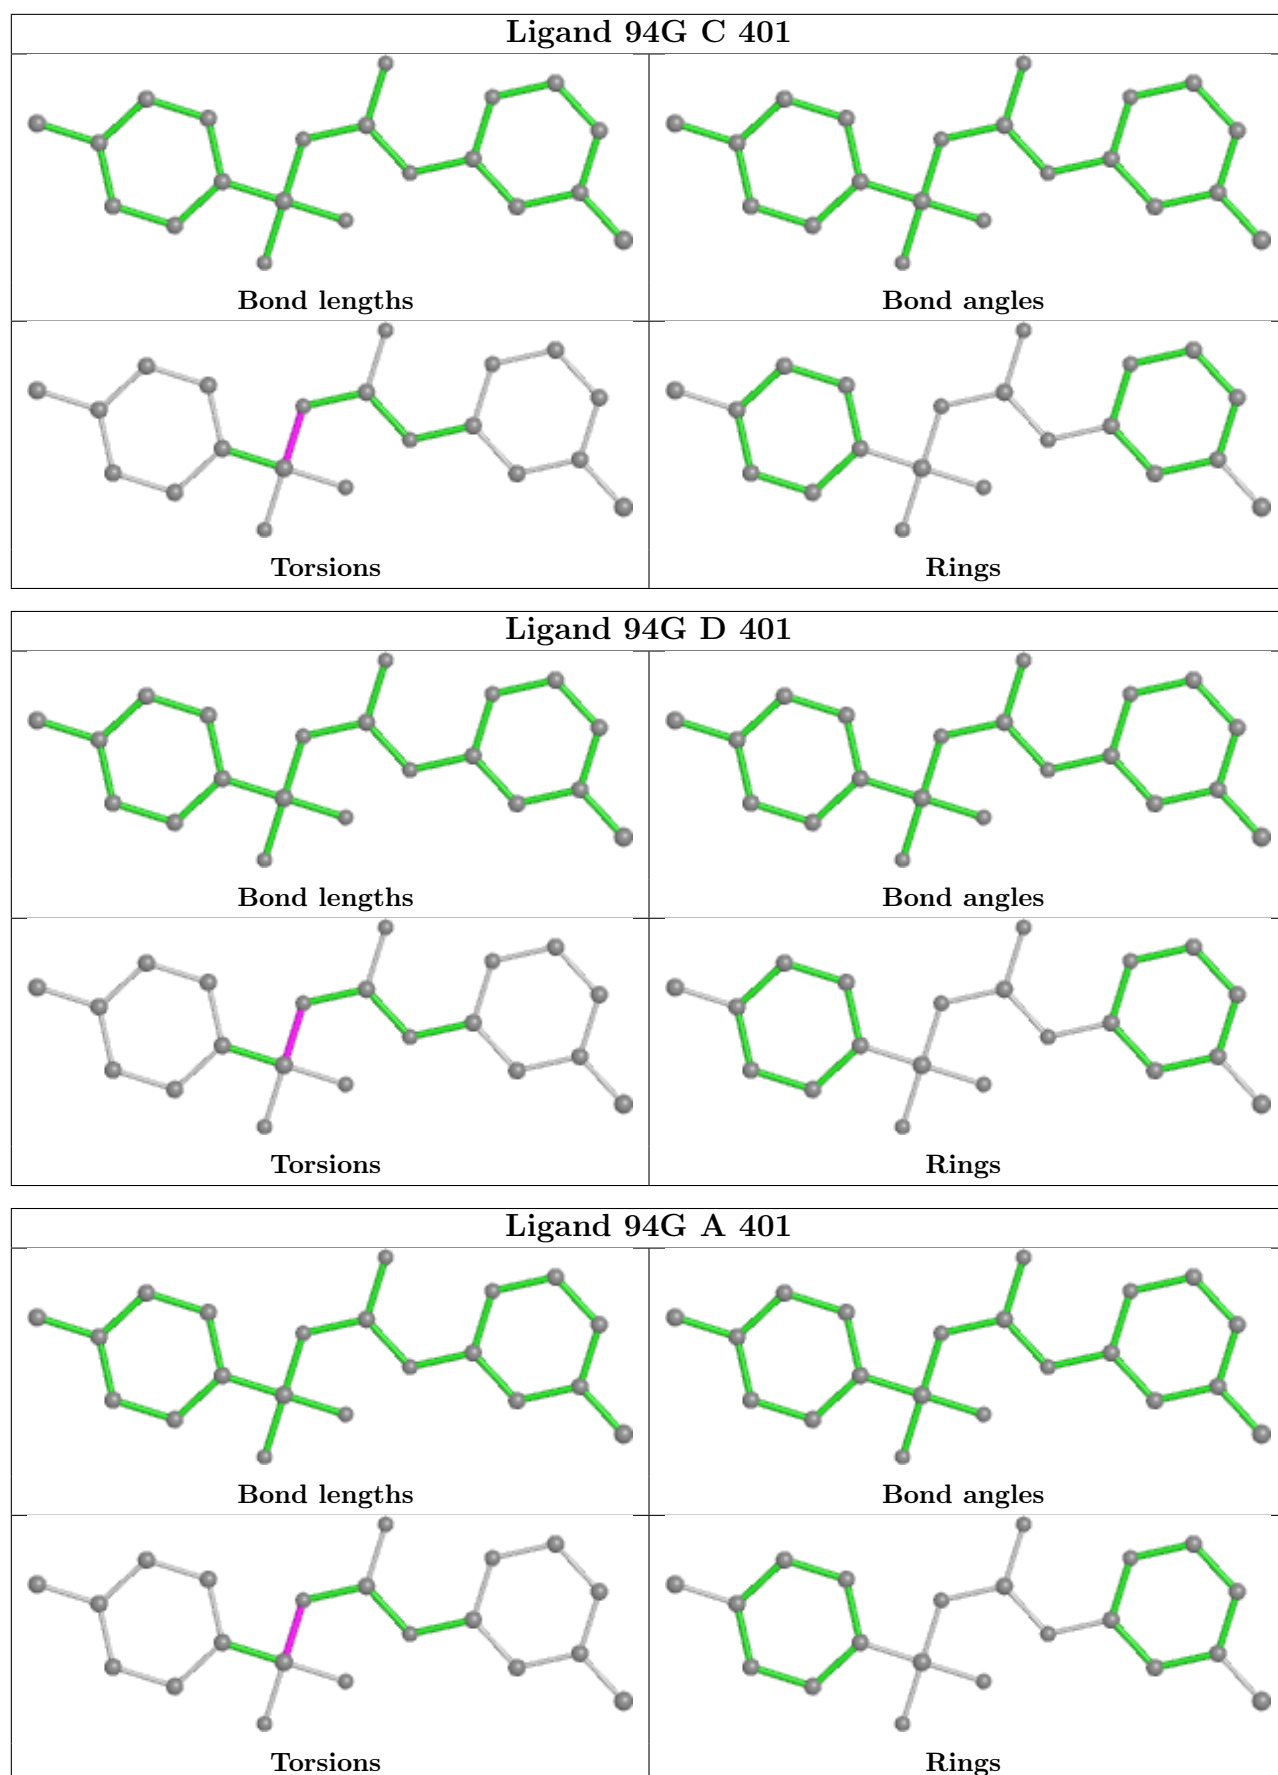 Ligand 94G C 401
Bond lengths
Bond angles
Torsions
Rings
Ligand 94G D 401
Bond lengths
Bond angles
Torsions
Rings
Ligand 94G A 401
Bond lengths
Bond angles
Torsions
Rings